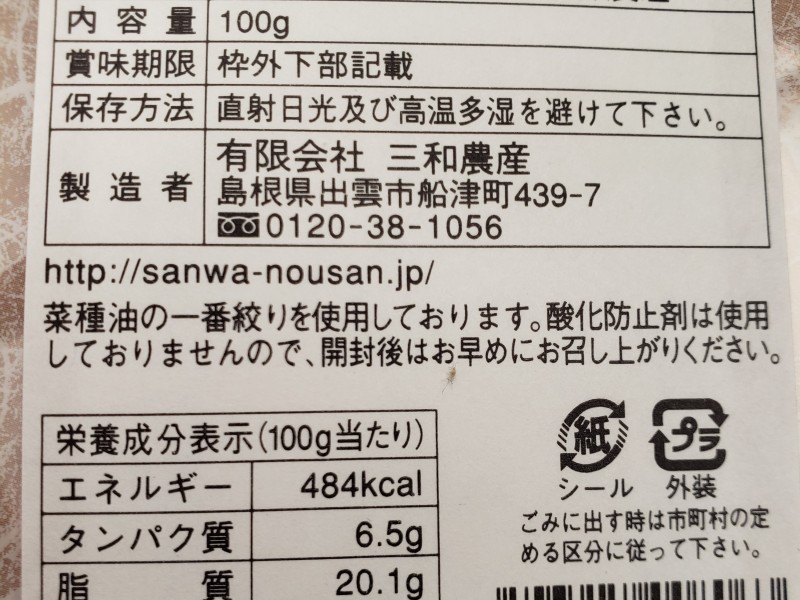 内容量 100g
賞味期限 枠外下部記載
保存方法 直射日光及び高温多湿を避けて下さい。
製造者 有限会社 三和農産
島根県出雲市船津町439-7
0120-38-1056
http://sanwa-nousan.jp/
菜種油の一番絞りを使用しております。酸化防止剤は使用
しておりませんので、開封後はお早めにお召し上がりください。
栄養成分表示(100g当たり)
エネルギー 484kcal
タンパク質 6.5g
脂質 20.1g
紙 プラ
シール 外装
ごみに出す時は市町村の定
める区分に従って下さい。